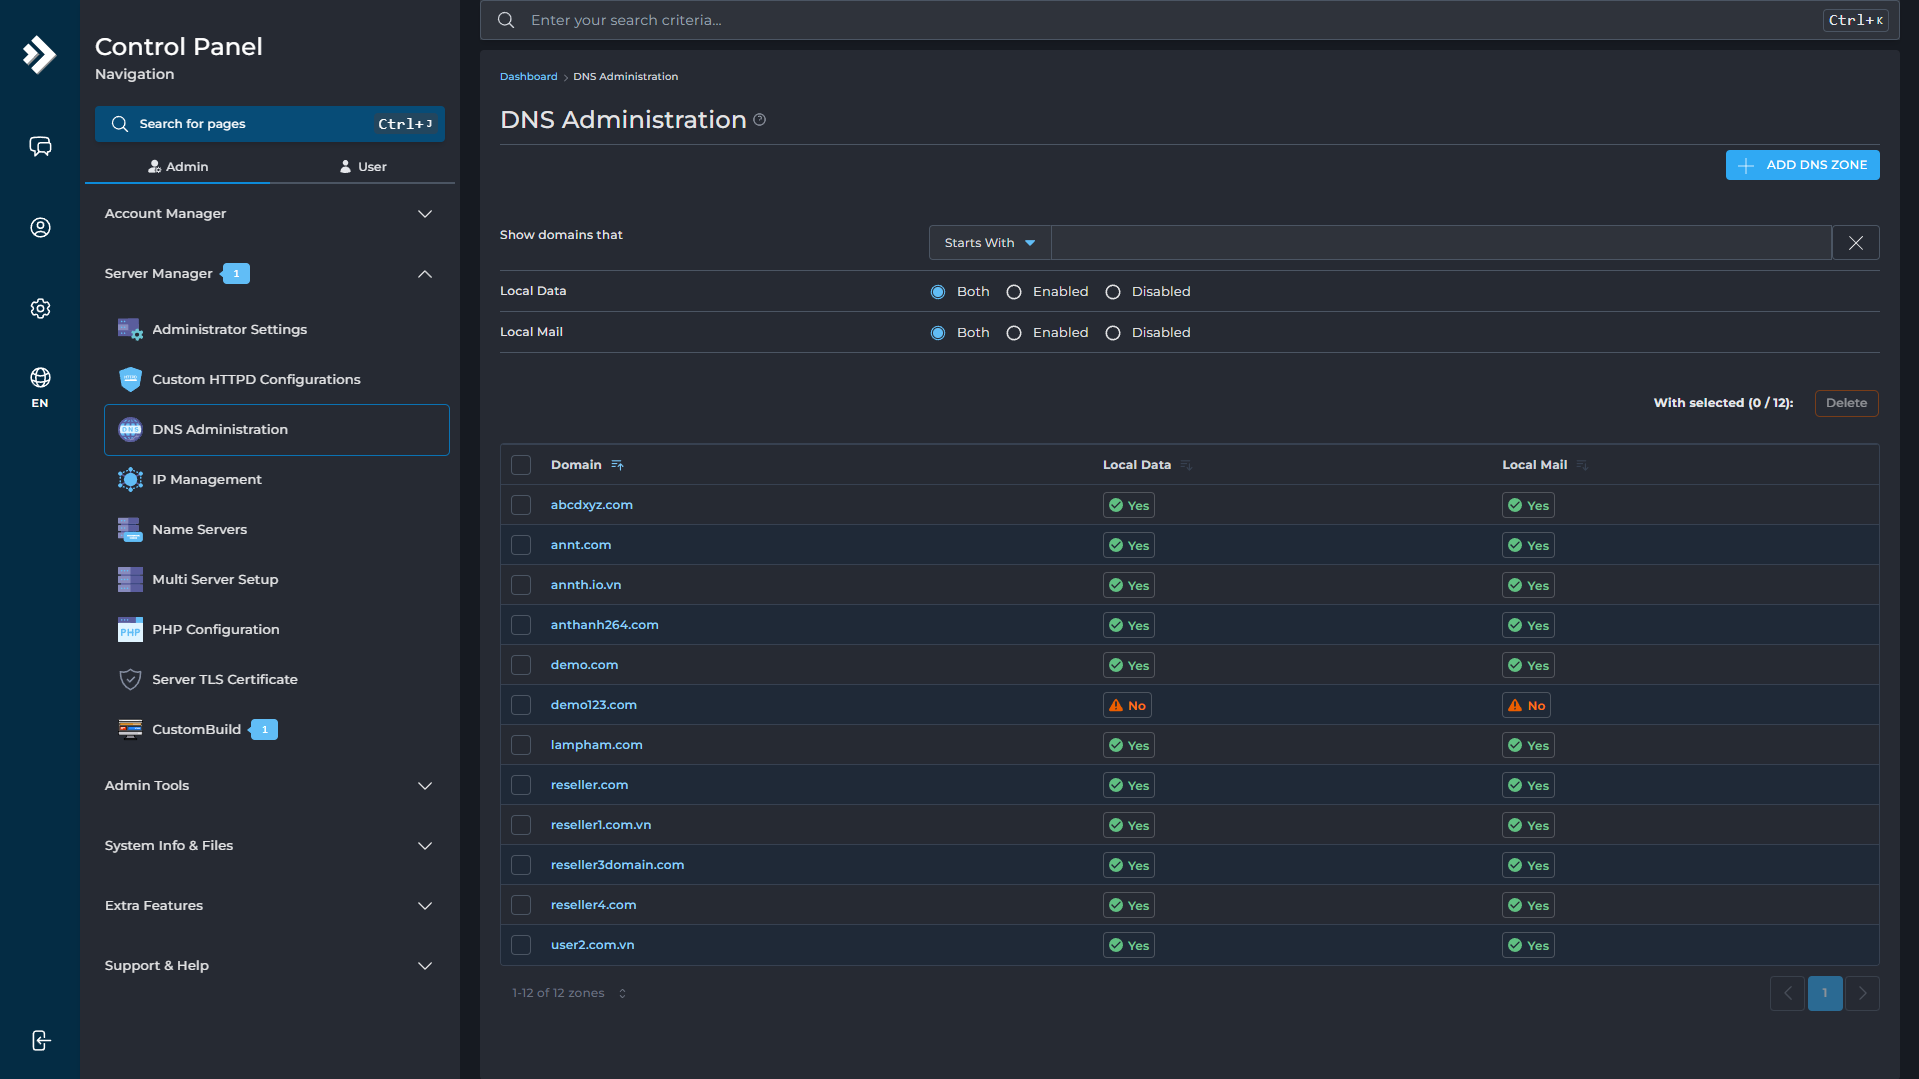 Control Panel
Navigation
Search for pages
Ctrl+J
Admin
User
Account Manager
Server Manager
1
Administrator Settings
Custom HTTPD Configurations
DNS
DNS Administration
IP Management
Name Servers
Multi Server Setup
PHP
PHP Configuration
Server TLS Certificate
CustomBuild
1
Admin Tools
System Info & Files
Extra Features
Support & Help
EN
Enter your search criteria...
Ctrl+K
Dashboard > DNS Administration
DNS Administration
ADD DNS ZONE
Show domains that
Starts With
Local Data
Both Enabled Disabled
Local Mail
Both Enabled Disabled
With selected (0 / 12):
Delete
Domain Local Data Local Mail
abcdxyz.com Yes Yes
annt.com Yes Yes
annth.io.vn Yes Yes
anthanh264.com Yes Yes
demo.com Yes Yes
demo123.com No No
lampham.com Yes Yes
reseller.com Yes Yes
reseller1.com.vn Yes Yes
reseller3domain.com Yes Yes
reseller4.com Yes Yes
user2.com.vn Yes Yes
1-12 of 12 zones
1